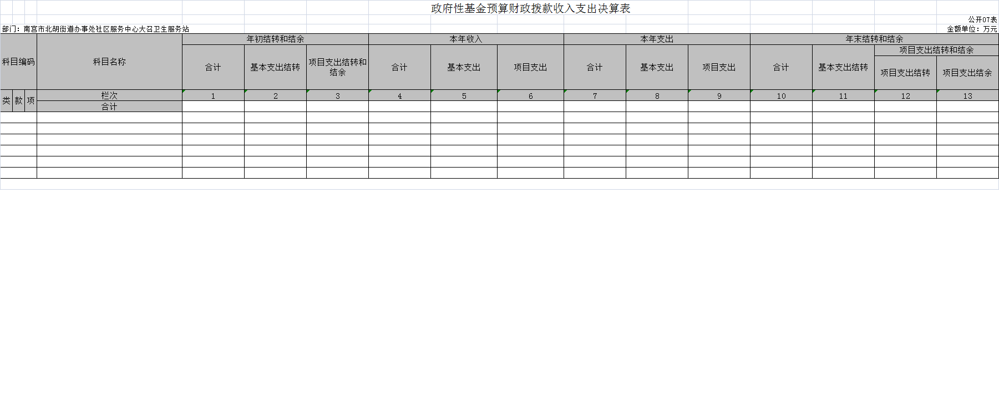 政府性基金预算财政拨款收入支出决算表
公开07表
部门：南宫市北胡街道办事处社区服务中心大召卫生服务站 金额单位：万元
科目编码 科目名称 年初结转和结余 本年收入 本年支出 年末结转和结余
合计 基本支出结转 项目支出结转和结余 合计 基本支出 项目支出 合计 基本支出 项目支出 合计 基本支出结转 项目支出结转和结余
项目支出结转 项目支出结余
类 款 项 栏次 1 2 3 4 5 6 7 8 9 10 11 12 13
合计